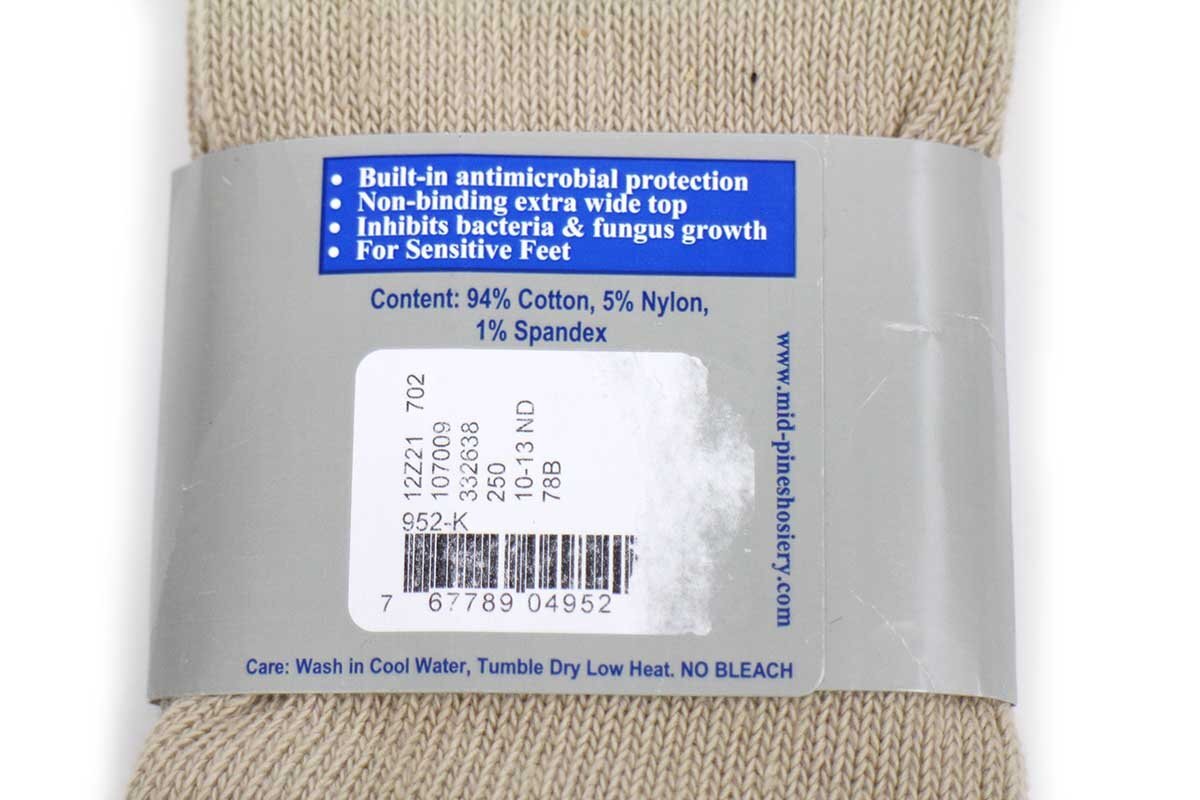 • Built-in antimicrobial protection
• Non-binding extra wide top
• Inhibits bacteria & fungus growth
• For Sensitive Feet
Content: 94% Cotton, 5% Nylon,
1% Spandex
www.mid-pineshosiery.com
12Z21 702
107009
332638
250
10-13 ND
78B
952-K
7 67789 04952
Care: Wash in Cool Water, Tumble Dry Low Heat. NO BLEACH